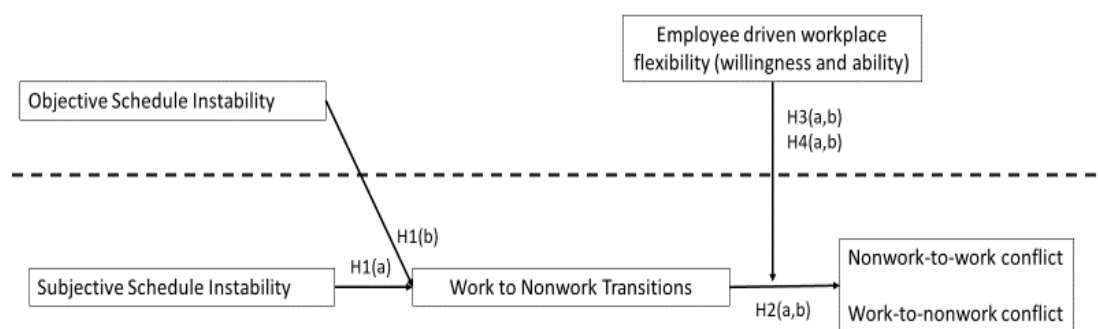 Employee driven workplace
flexibility (willingness and ability)
Objective Schedule Instability
H3(a,b)
H4(a,b)
H1(b)
H1(a)
Subjective Schedule Instability
Work to Nonwork Transitions
H2(a,b)
Nonwork-to-work conflict
Work-to-nonwork conflict